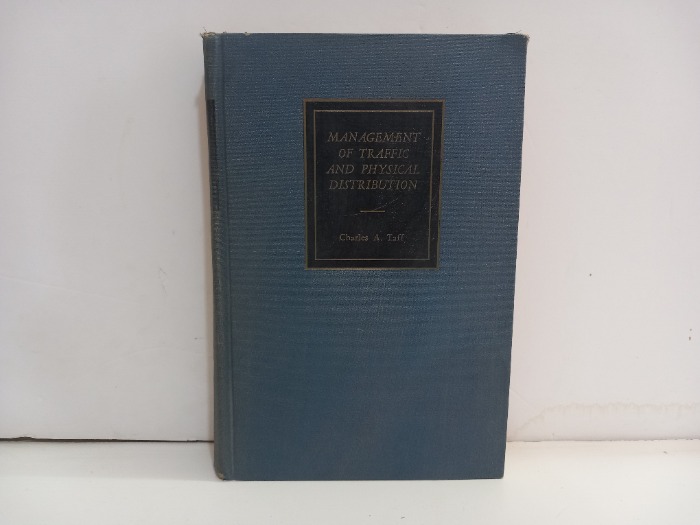 MANAGEMENT
OF TRAFFIC
AND PHYSICAL
DISTRIBUTION
Charles A. Taff